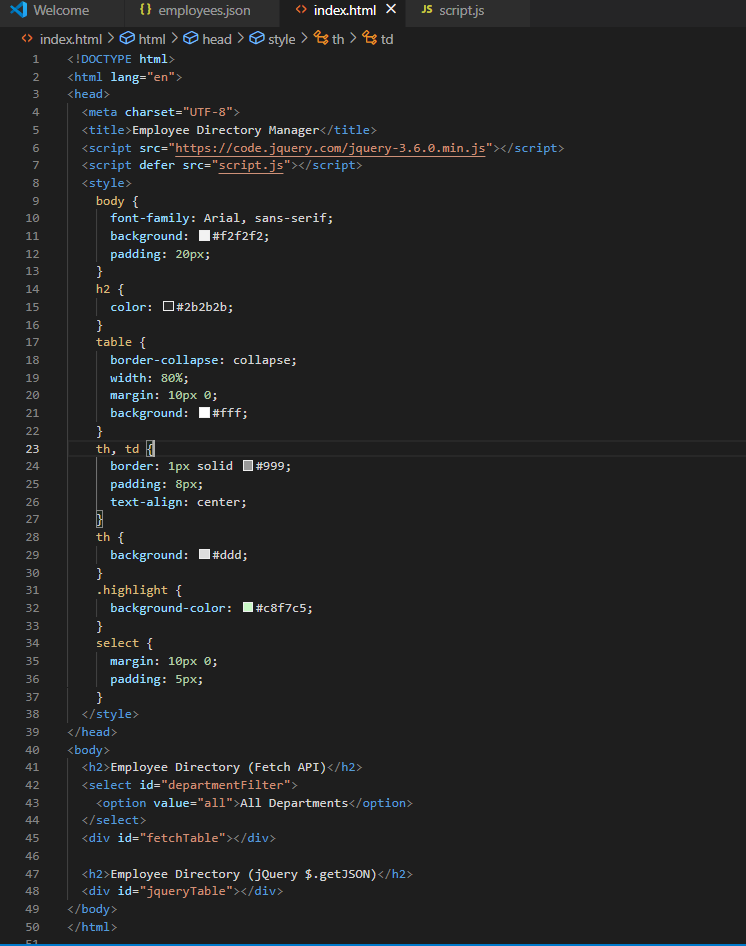 Welcome {} employees.json <> index.html × JS script.js
<> index.html > html > head > style > th > td
1 <!DOCTYPE html>
2 <html lang="en">
3 <head>
4 <meta charset="UTF-8">
5 <title>Employee Directory Manager</title>
6 <script src="https://code.jquery.com/jquery-3.6.0.min.js"></script>
7 <script defer src="script.js"></script>
8 <style>
9 body {
10 font-family: Arial, sans-serif;
11 background: #f2f2f2;
12 padding: 20px;
13 }
14 h2 {
15 color: #2b2b2b;
16 }
17 table {
18 border-collapse: collapse;
19 width: 80%;
20 margin: 10px 0;
21 background: #fff;
22 }
23 th, td {
24 border: 1px solid #999;
25 padding: 8px;
26 text-align: center;
27 }
28 th {
29 background: #ddd;
30 }
31 .highlight {
32 background-color: #c8f7c5;
33 }
34 select {
35 margin: 10px 0;
36 padding: 5px;
37 }
38 </style>
39 </head>
40 <body>
41 <h2>Employee Directory (Fetch API)</h2>
42 <select id="departmentFilter">
43 <option value="all">All Departments</option>
44 </select>
45 <div id="fetchTable"></div>
46
47 <h2>Employee Directory (jQuery $.getJSON)</h2>
48 <div id="jqueryTable"></div>
49 </body>
50 </html>
51